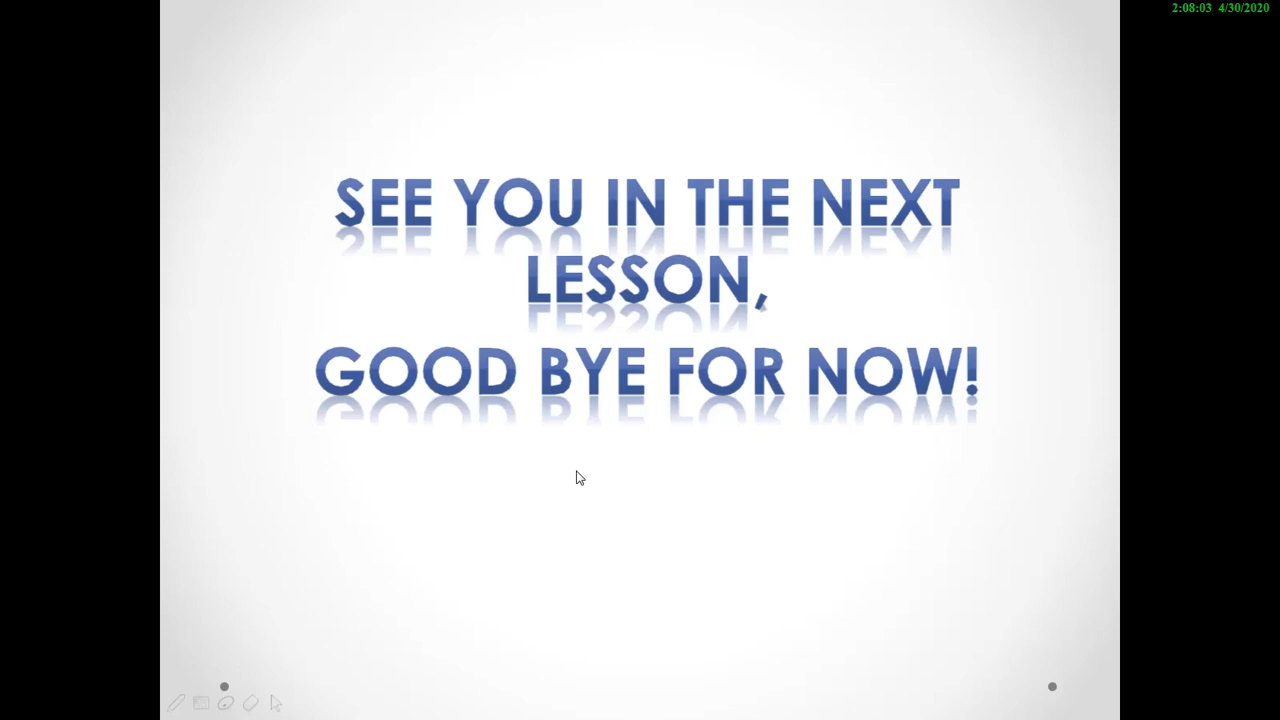 2:08:03 4/30/2020
SEE YOU IN THE NEXT
LESSON,
GOOD BYE FOR NOW!